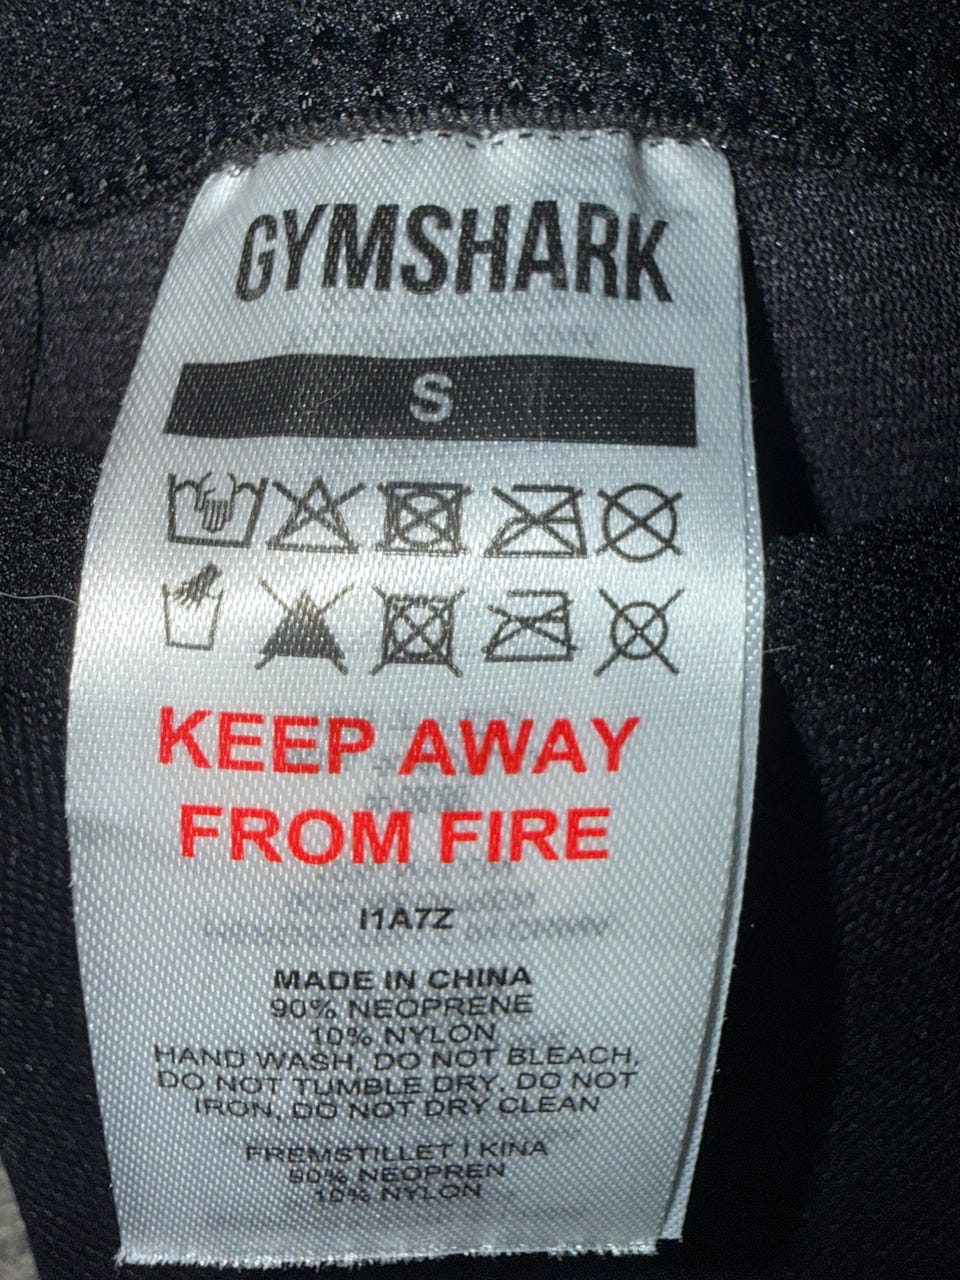 GYMSHARK
S
KEEP AWAY
FROM FIRE
I1A7Z
MADE IN CHINA
90% NEOPRENE
10% NYLON
HAND WASH, DO NOT BLEACH,
DO NOT TUMBLE DRY, DO NOT
IRON, DO NOT DRY CLEAN
FREMSTILLET I KINA
90% NEOPREN
10% NYLON